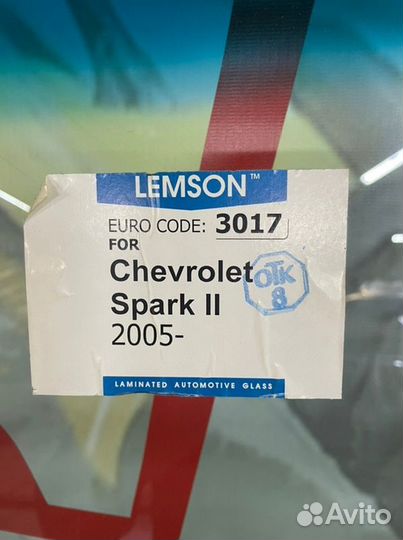 LEMSON™
EURO CODE: 3017
FOR
Chevrolet
Spark II
2005-
ОТК
8
LAMINATED AUTOMOTIVE GLASS
Avito